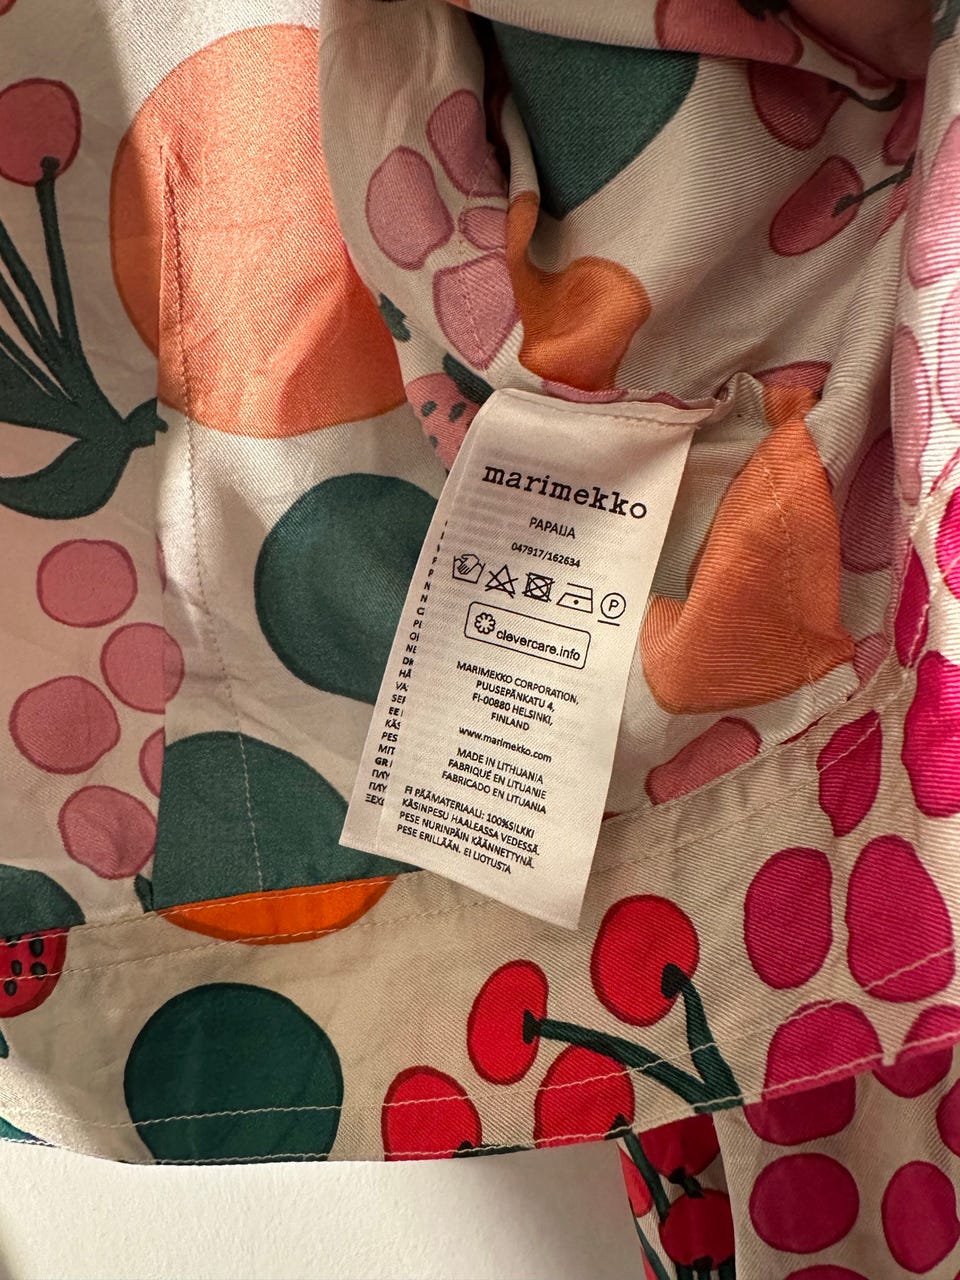 marimekko
PAPAIJA
047917/162634
P
clevercare.info
MARIMEKKO CORPORATION,
PUUSEPÄNKATU 4,
FI-00880 HELSINKI,
FINLAND
www.marimekko.com
MADE IN LITHUANIA
FABRIQUÉ EN LITUANIE
FABRICADO EN LITUANIA
FI PÄÄMATERIAALI: 100%SILKKI
KÄSINPESU HAALEASSA VEDESSÄ.
PESE NURINPÄIN KÄÄNNETTYNÄ.
PESE ERILLÄÄN. EI LIOTUSTA